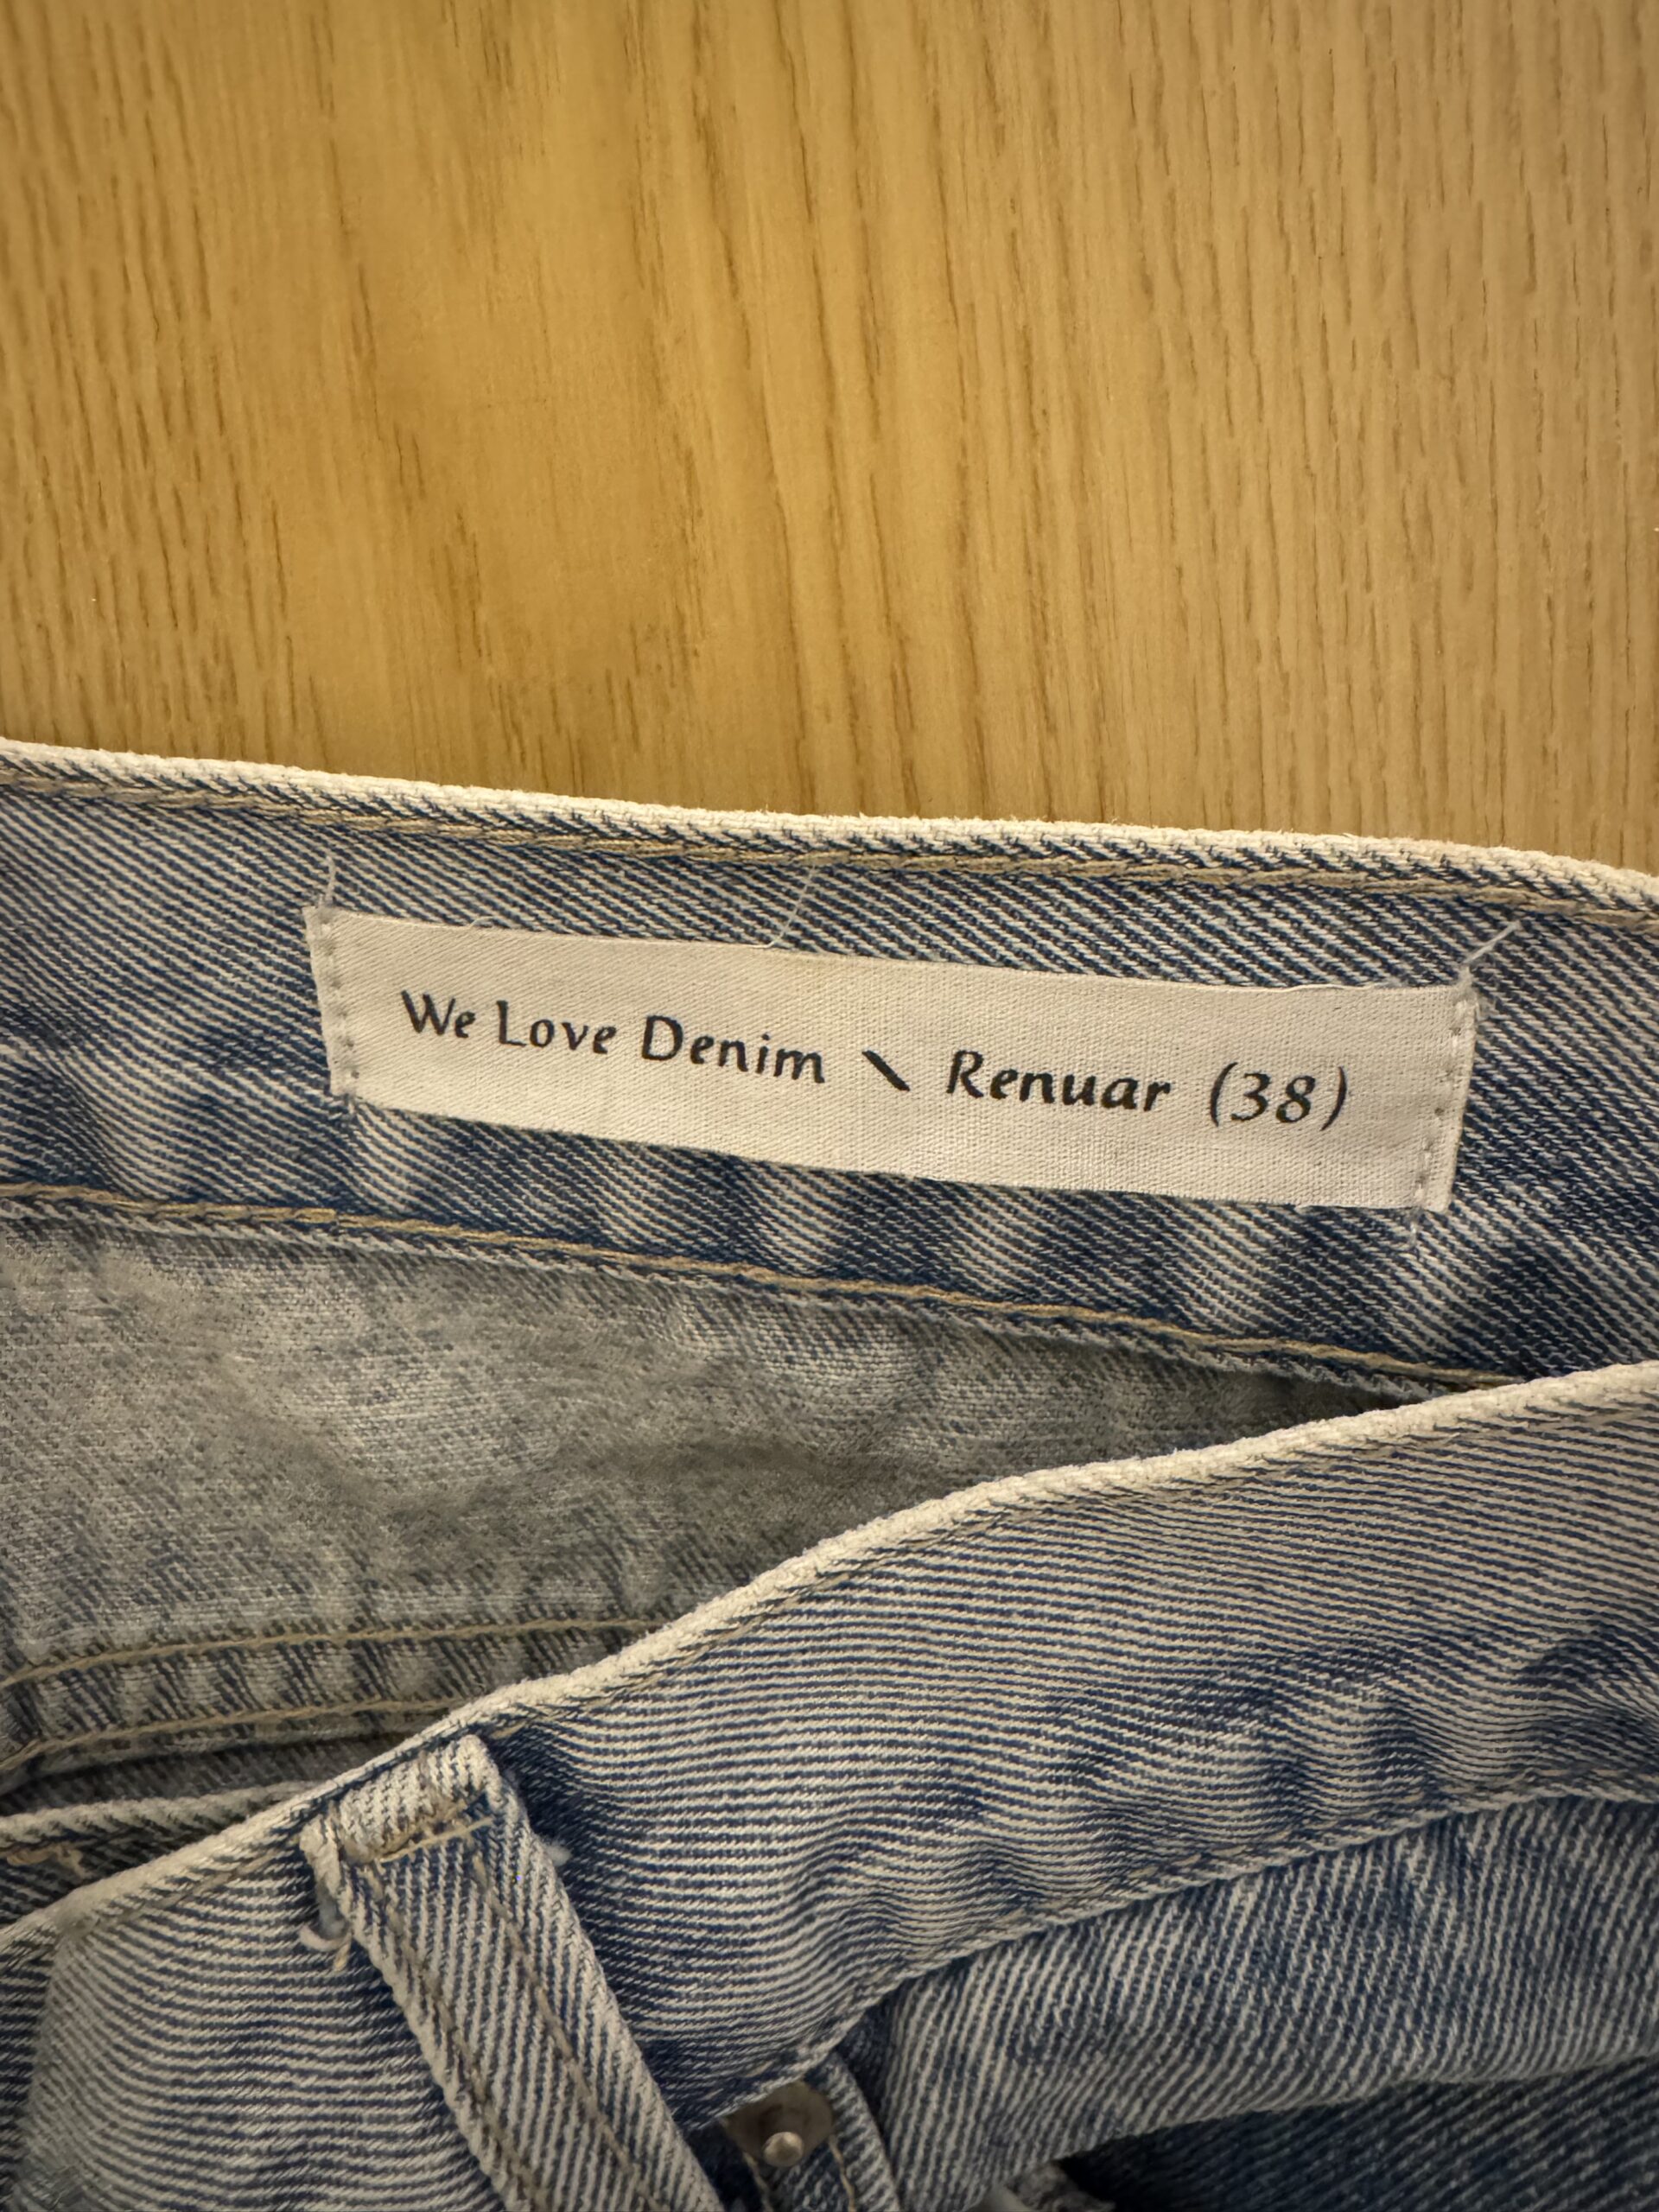 We Love Denim \ Renuar (38)